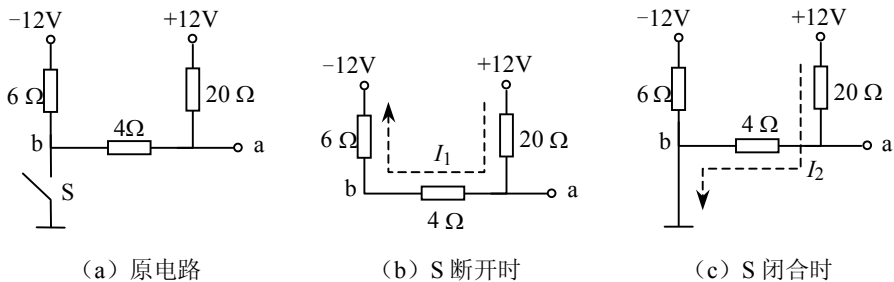 −12V
+12V
6 Ω
20 Ω
4Ω
b
a
S
(a)原电路
−12V
+12V
6 Ω
20 Ω
I₁
b
a
4 Ω
(b)S 断开时
−12V
+12V
6 Ω
20 Ω
4 Ω
b
a
I₂
(c)S 闭合时